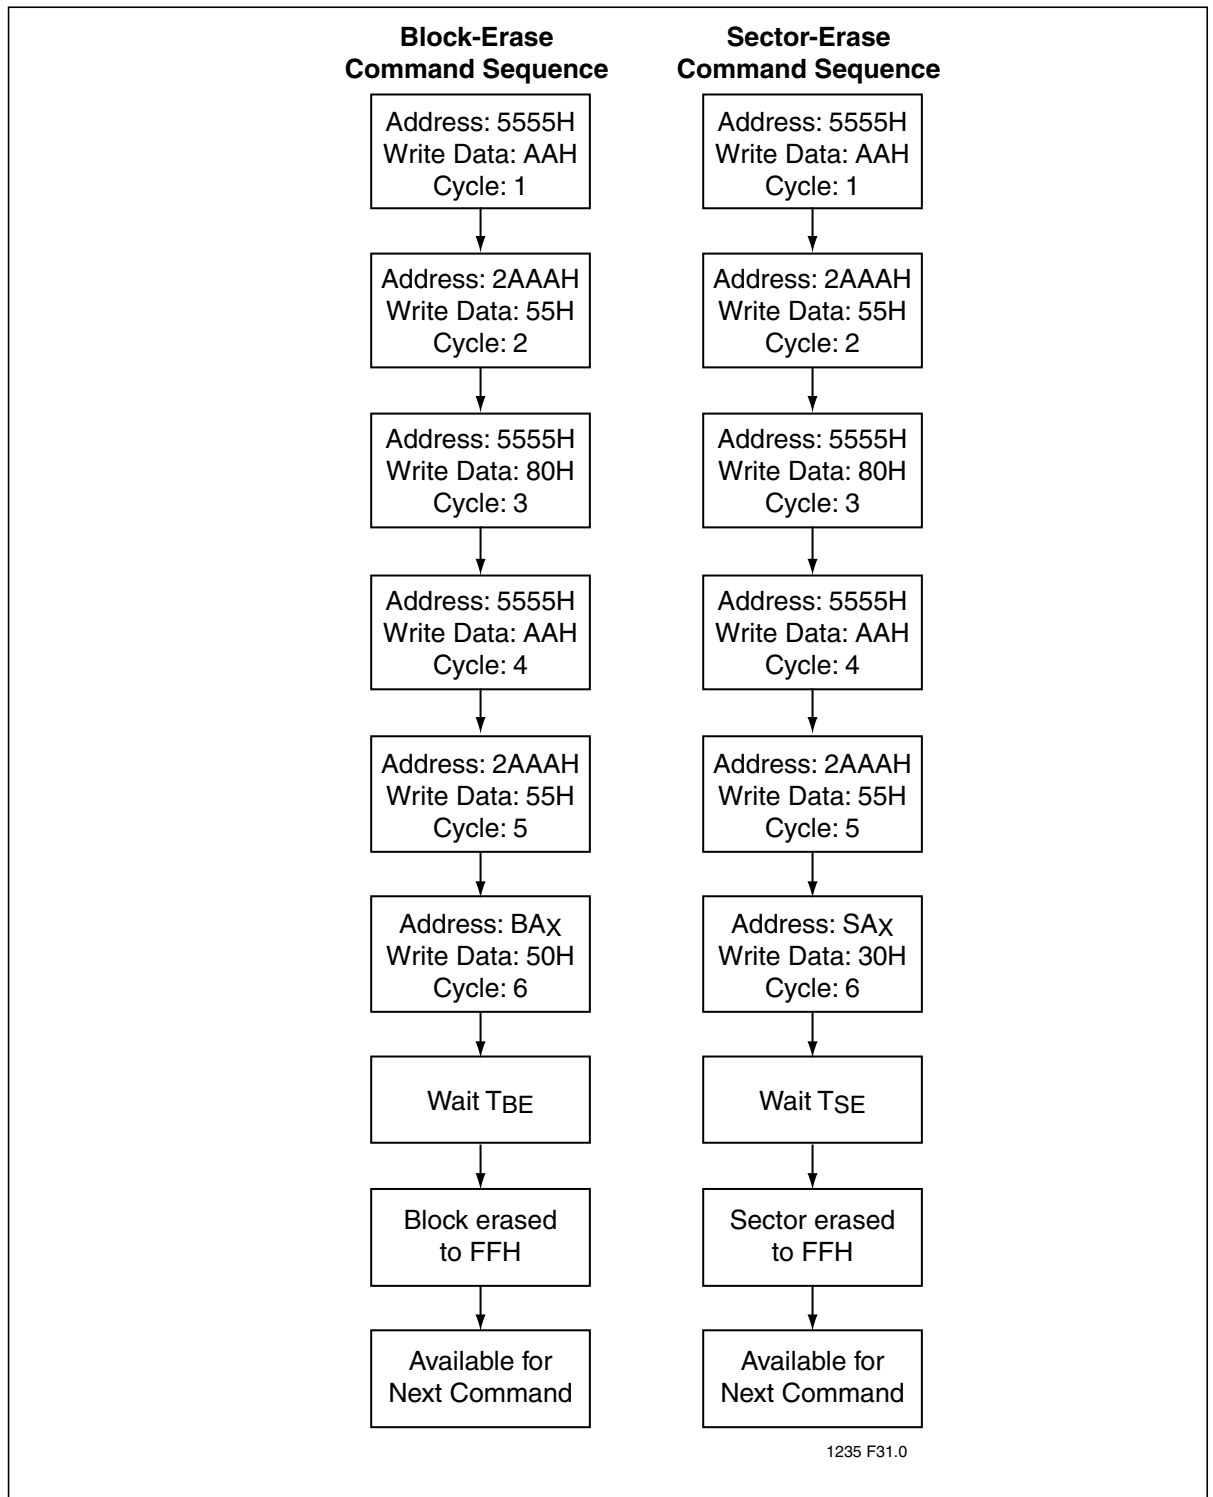 Block-Erase
Command Sequence
Address: 5555H
Write Data: AAH
Cycle: 1
Address: 2AAAH
Write Data: 55H
Cycle: 2
Address: 5555H
Write Data: 80H
Cycle: 3
Address: 5555H
Write Data: AAH
Cycle: 4
Address: 2AAAH
Write Data: 55H
Cycle: 5
Address: BAX
Write Data: 50H
Cycle: 6
Wait TBE
Block erased
to FFH
Available for
Next Command
Sector-Erase
Command Sequence
Address: 5555H
Write Data: AAH
Cycle: 1
Address: 2AAAH
Write Data: 55H
Cycle: 2
Address: 5555H
Write Data: 80H
Cycle: 3
Address: 5555H
Write Data: AAH
Cycle: 4
Address: 2AAAH
Write Data: 55H
Cycle: 5
Address: SAX
Write Data: 30H
Cycle: 6
Wait TSE
Sector erased
to FFH
Available for
Next Command
1235 F31.0